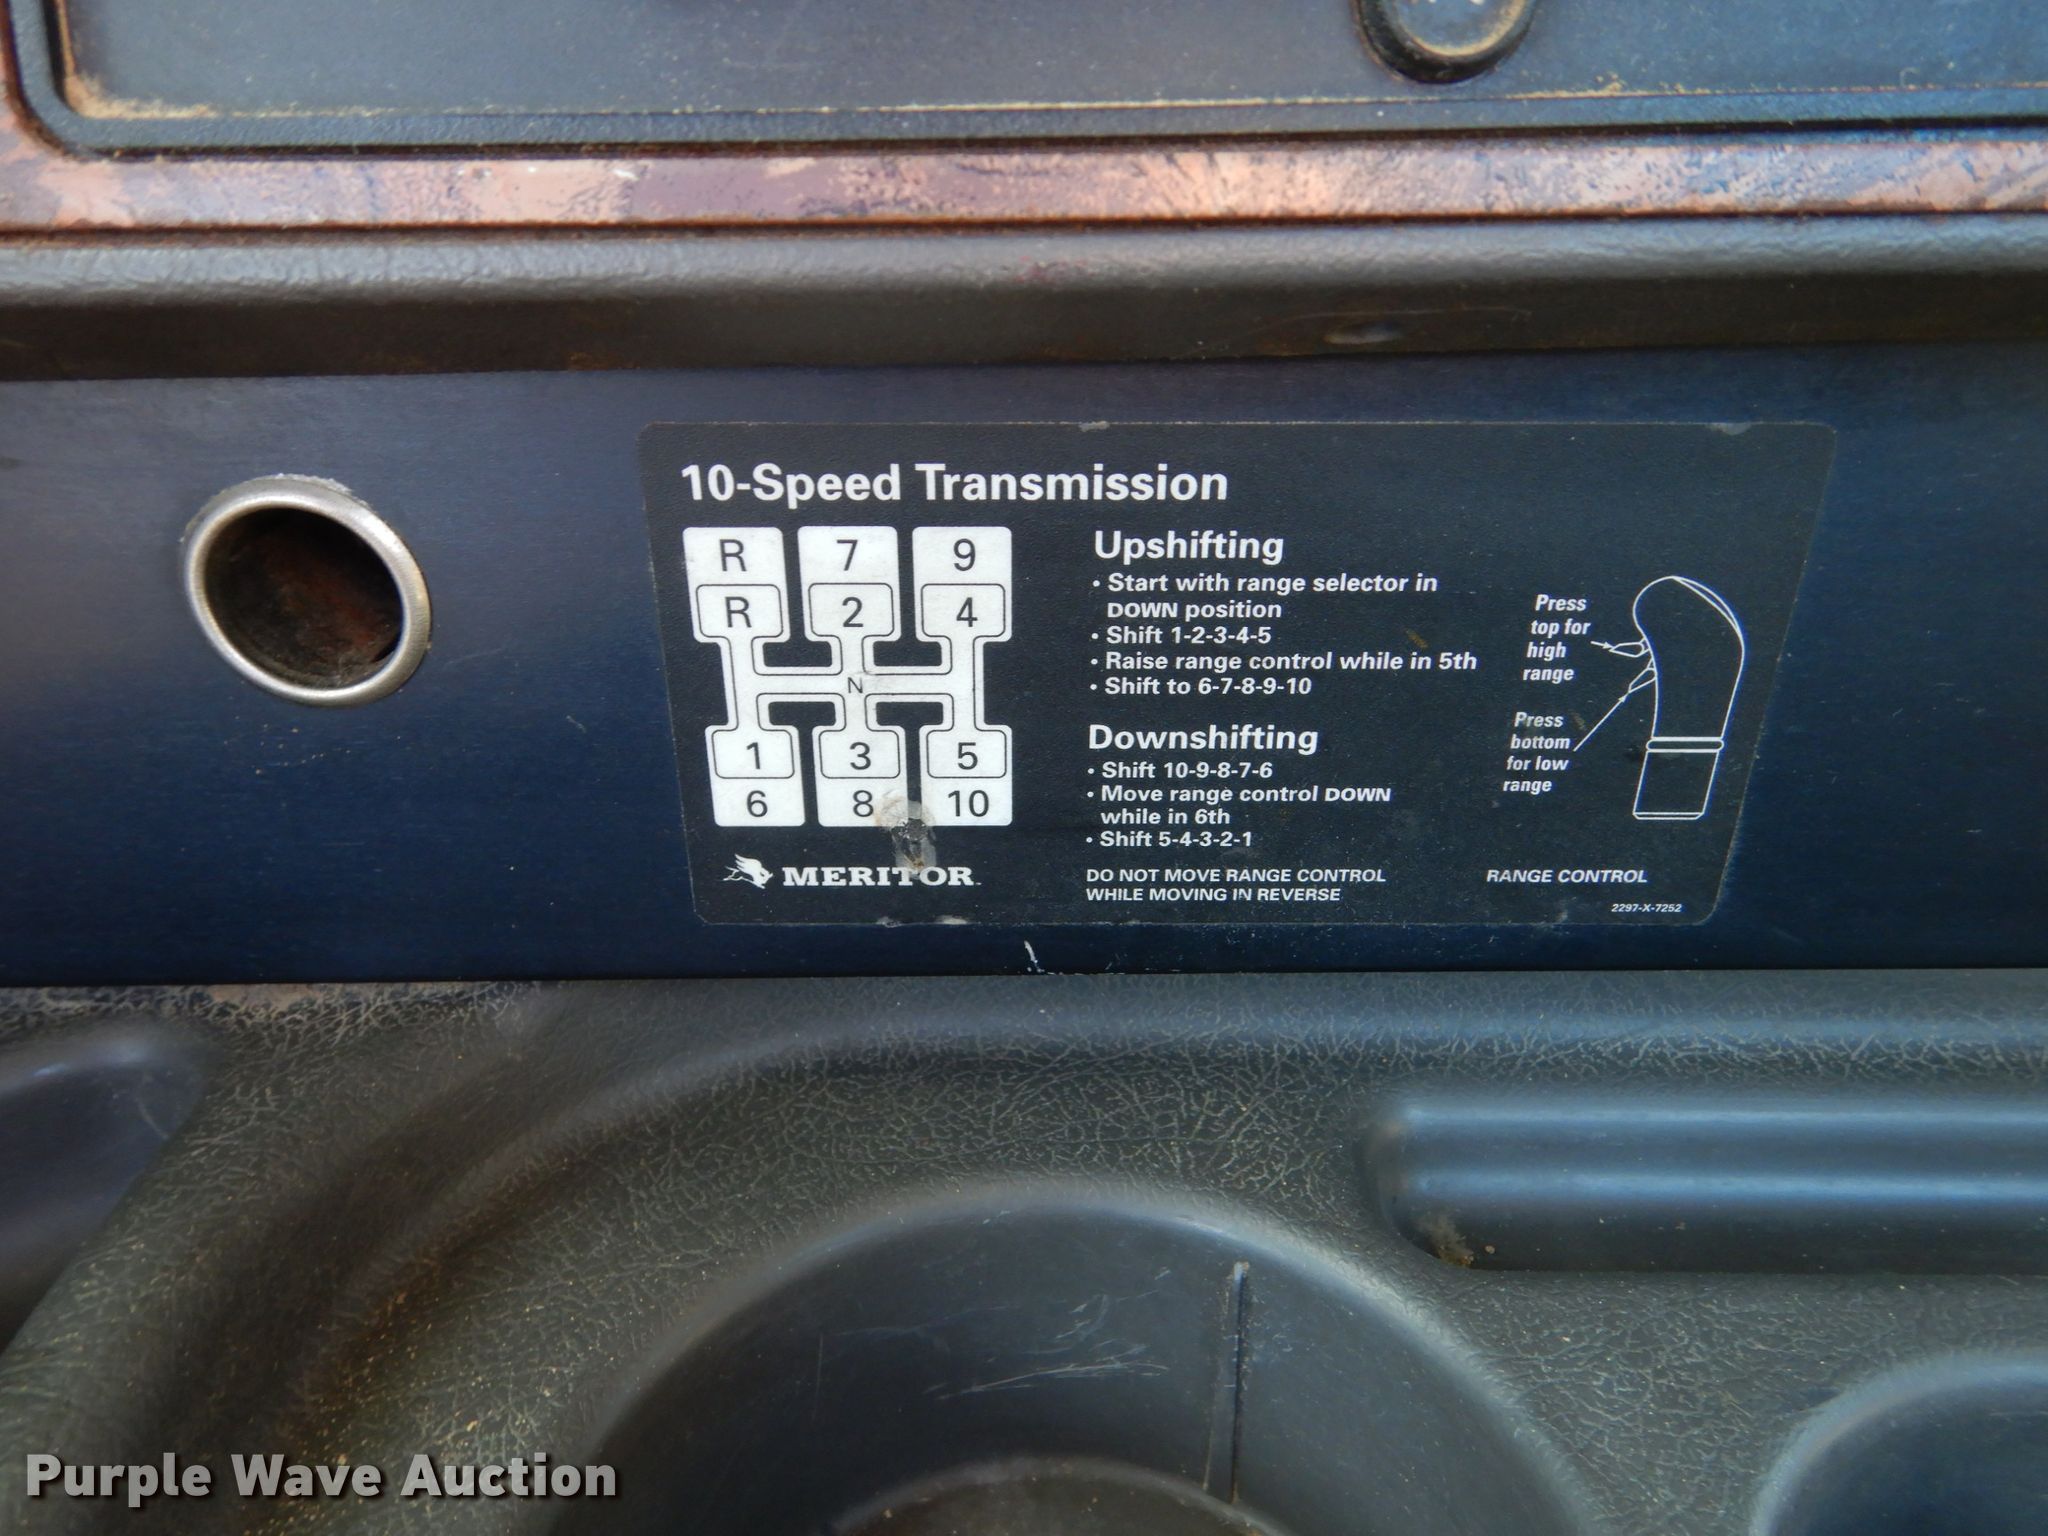 10-Speed Transmission
R 7 9
R 2 4
N
1 3 5
6 8 10
MERITOR
Upshifting
• Start with range selector in
DOWN position
• Shift 1-2-3-4-5
• Raise range control while in 5th
• Shift to 6-7-8-9-10
Downshifting
• Shift 10-9-8-7-6
• Move range control DOWN
while in 6th
• Shift 5-4-3-2-1
DO NOT MOVE RANGE CONTROL
WHILE MOVING IN REVERSE
Press
top for
high
range
Press
bottom
for low
range
RANGE CONTROL
2297-X-7252
Purple Wave Auction